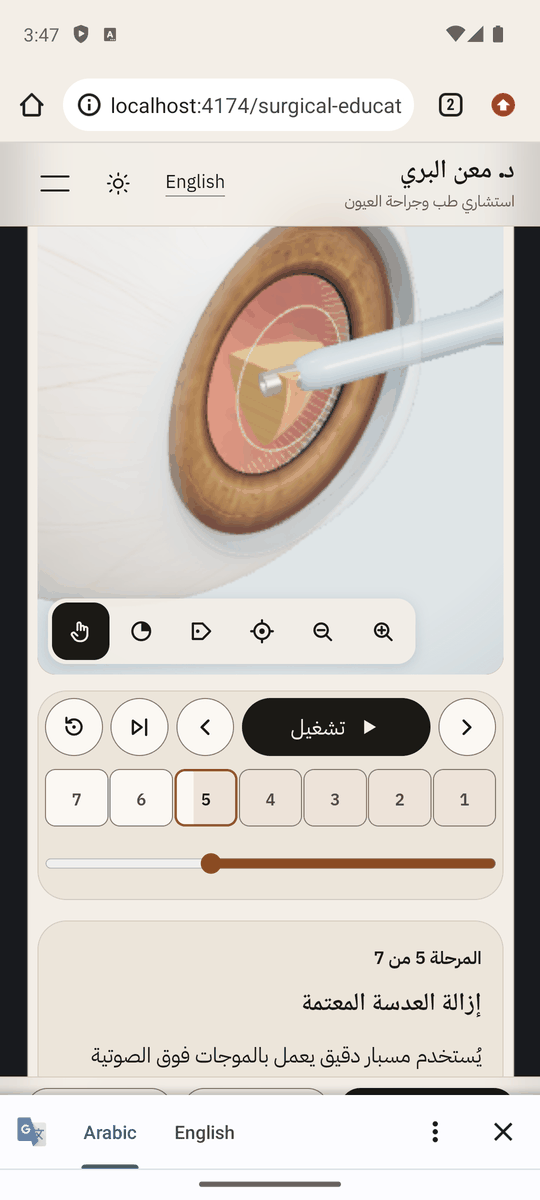 3:47
localhost:4174/surgical-educat
2
د. معن البري
استشاري طب وجراحة العيون
English
تشغيل
1 2 3 4 5 6 7
المرحلة 5 من 7
إزالة العدسة المعتمة
يُستخدم مسبار دقيق يعمل بالموجات فوق الصوتية
Arabic English